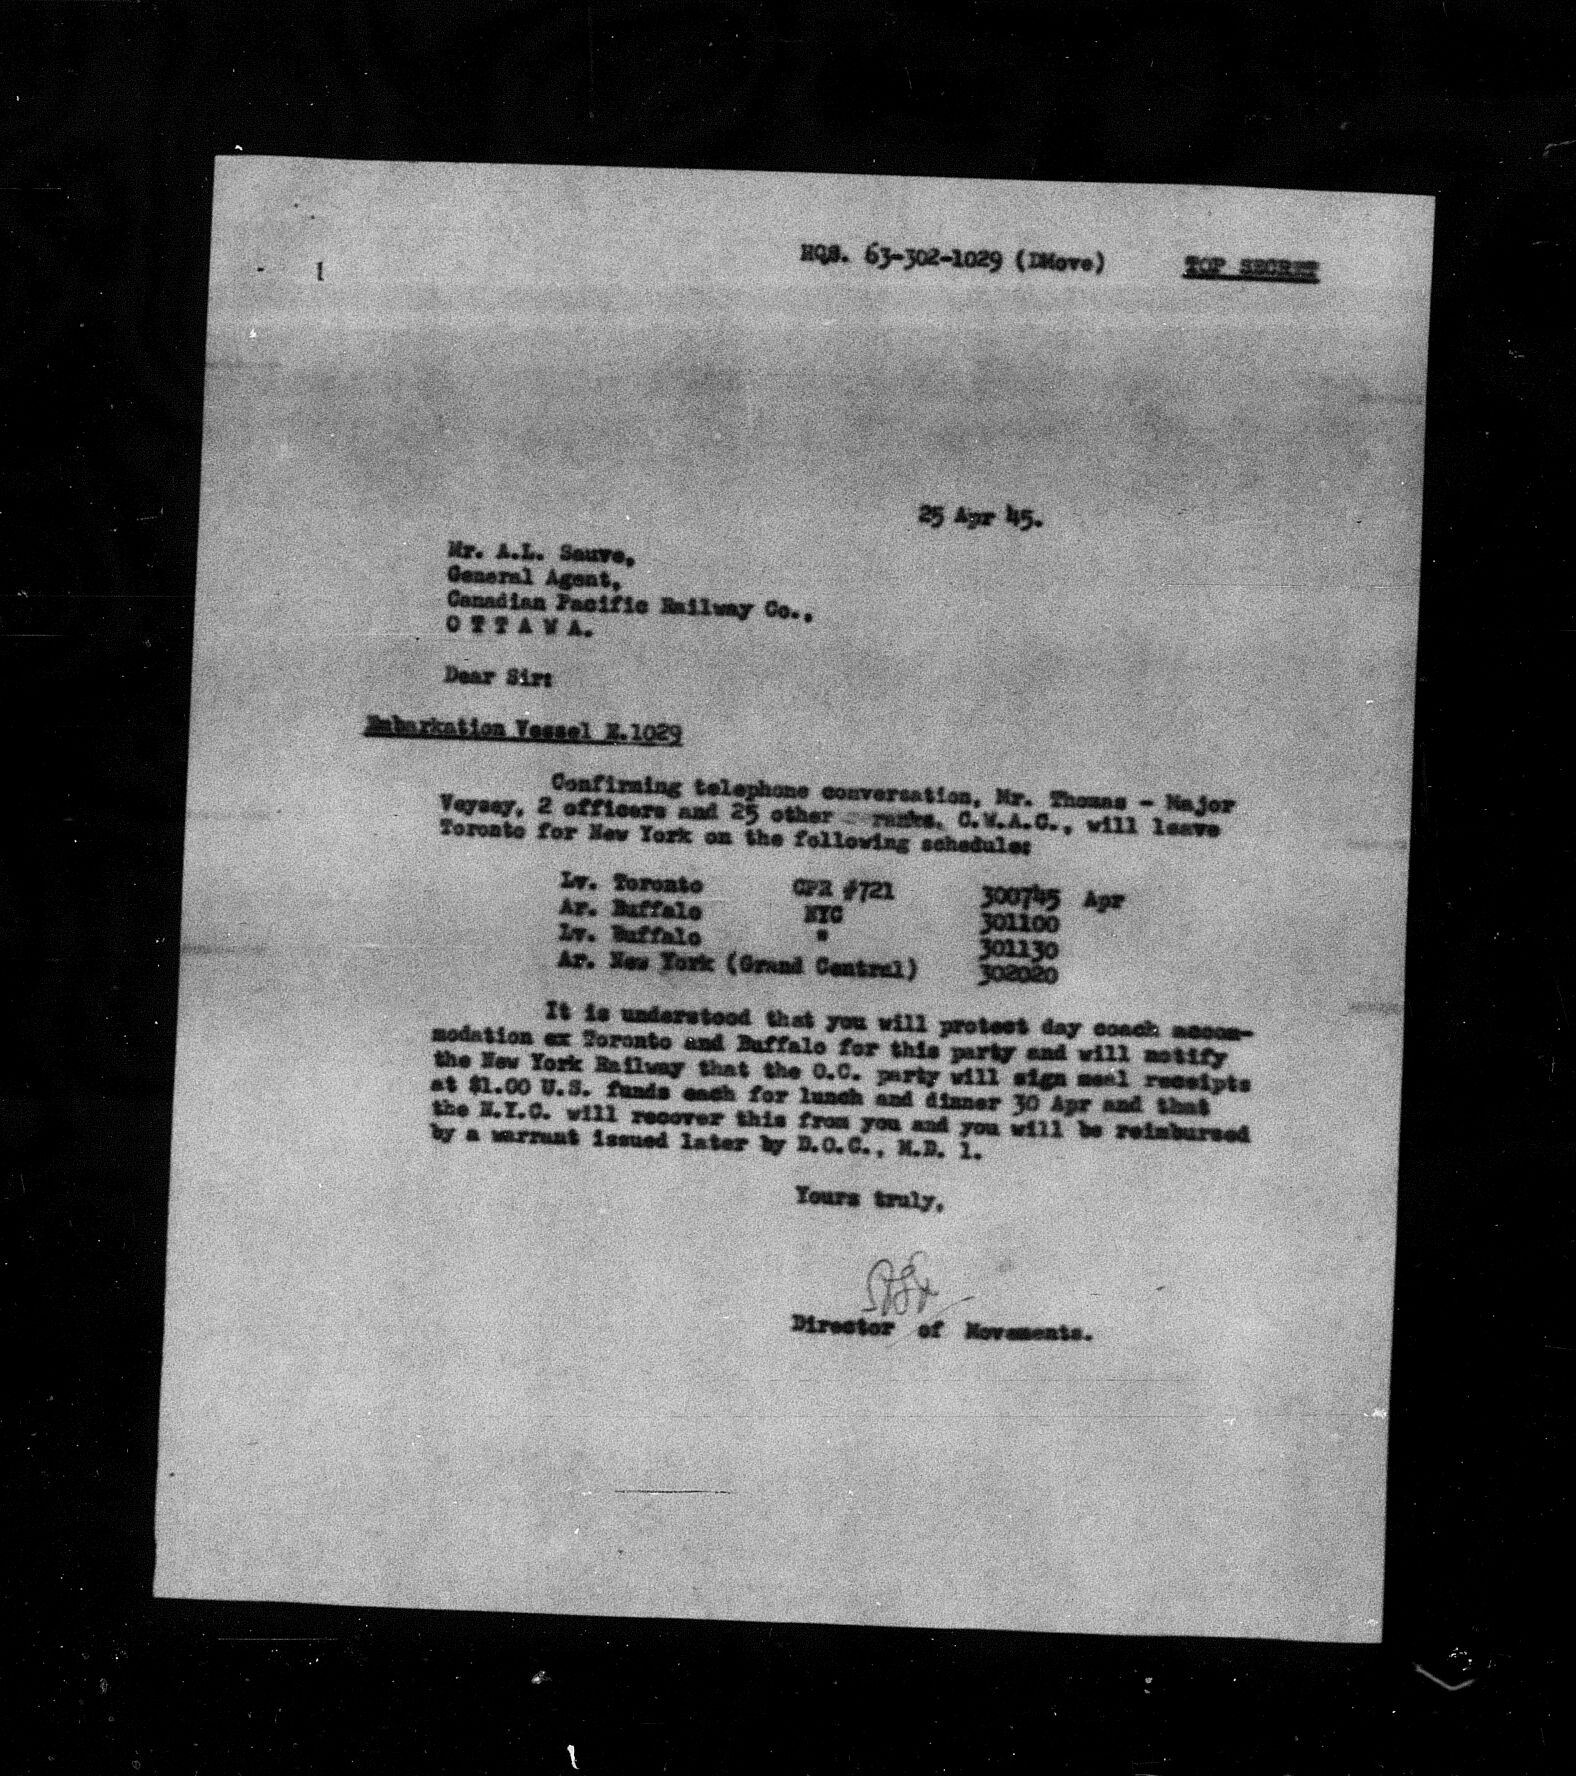 HQS. 63-302-1029 (DMove) TOP SECRET
1
25 Apr 45.
Mr. A.L. Sauve,
General Agent,
Canadian Pacific Railway Co.,
O T T A W A.
Dear Sir:
Embarkation Vessel E.1029
Confirming telephone conversation, Mr. Thomas - Major
Veysey, 2 officers and 25 other ranks, C.W.A.C., will leave
Toronto for New York on the following schedule:
Lv. Toronto CPR #721 300745 Apr
Ar. Buffalo NYC 301100
Lv. Buffalo " 301130
Ar. New York (Grand Central) 302020
It is understood that you will protect day coach accom-
modation ex Toronto and Buffalo for this party and will notify
the New York Railway that the O.C. party will sign meal receipts
at $1.00 U.S. funds each for lunch and dinner 30 Apr and that
the N.Y.C. will recover this from you and you will be reimbursed
by a warrant issued later by D.O.C., M.D. 1.
Yours truly,
Director of Movements.